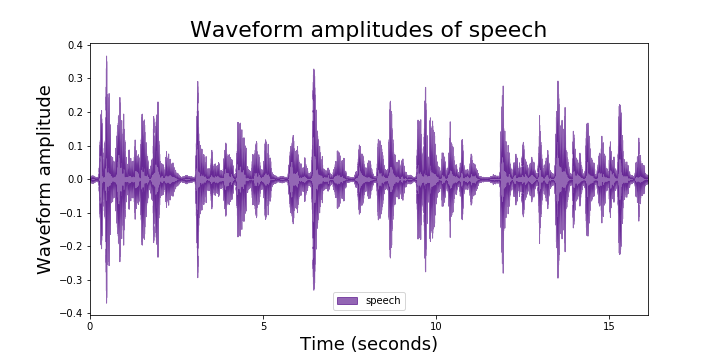 Waveform amplitudes of speech
0.4
0.3
0.2
0.1
0.0
−0.1
−0.2
−0.3
−0.4
Waveform amplitude
speech
0 5 10 15
Time (seconds)